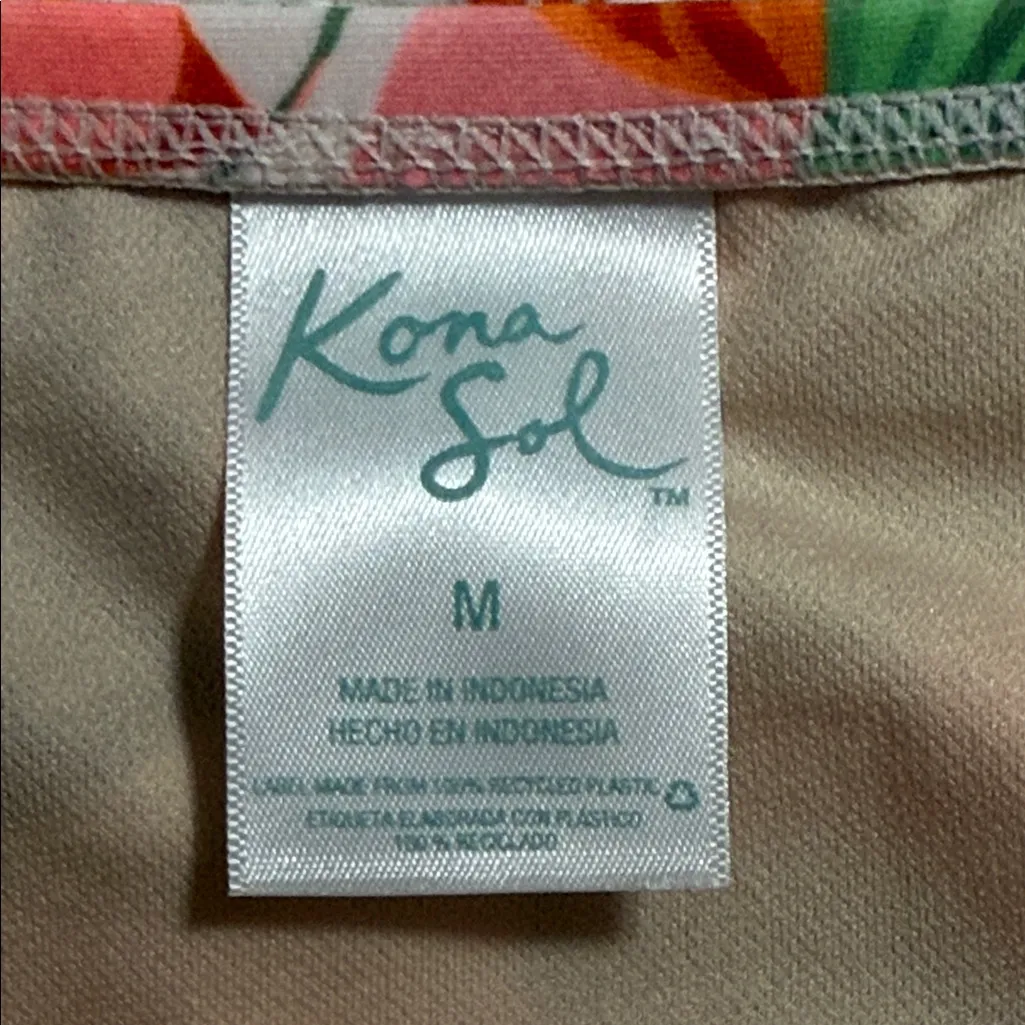 Kona
Sol
TM
M
MADE IN INDONESIA
HECHO EN INDONESIA
LABEL MADE FROM 100% RECYCLED PLASTIC
ETIQUETA ELABORADA CON PLÁSTICO
100 % RECICLADO